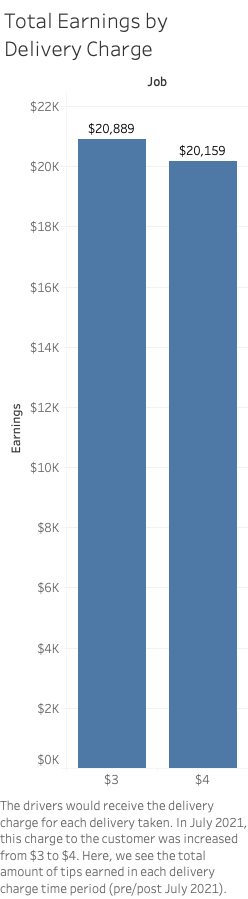 Total Earnings by
Delivery Charge
Job
$22K
$20,889
$20,159
$20K
$18K
$16K
$14K
$12K
Earnings
$10K
$8K
$6K
$4K
$2K
$0K
$3
$4
The drivers would receive the delivery
charge for each delivery taken. In July 2021,
this charge to the customer was increased
from $3 to $4. Here, we see the total
amount of tips earned in each delivery
charge time period (pre/post July 2021).